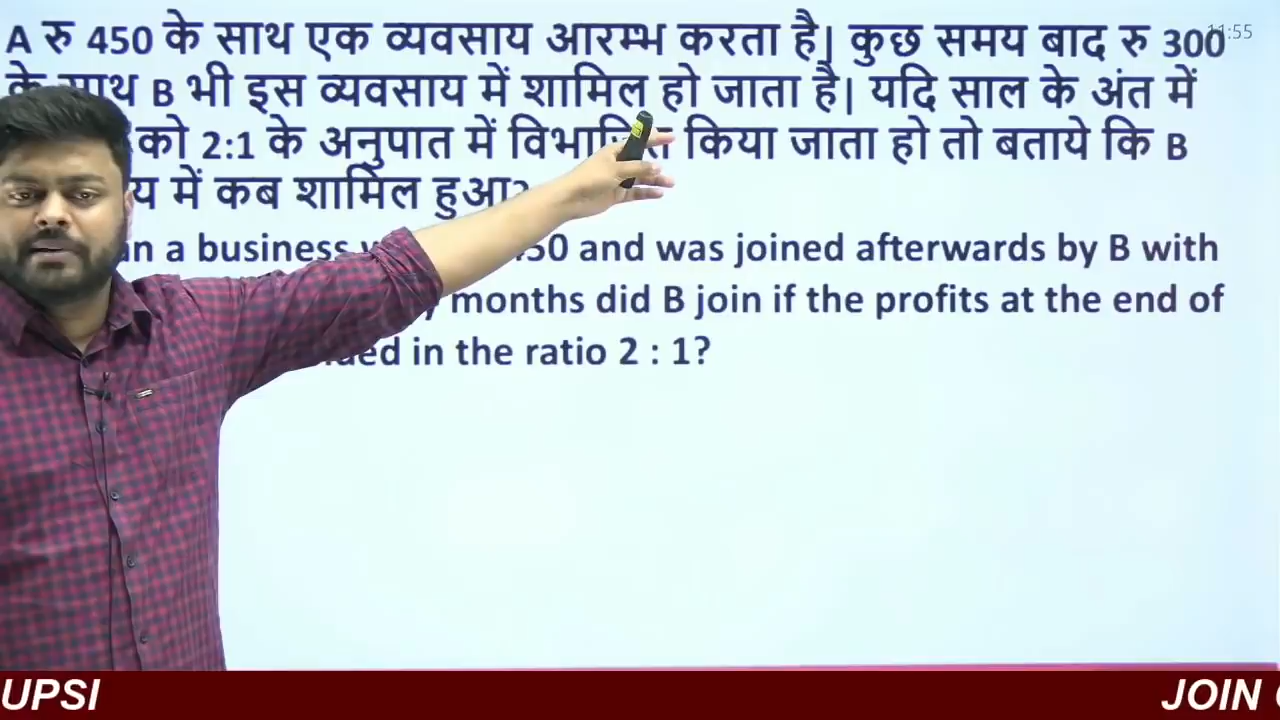 A रु 450 के साथ एक व्यवसाय आरम्भ करता है| कुछ समय बाद रु 300
11:55
के साथ B भी इस व्यवसाय में शामिल हो जाता है| यदि साल के अंत में
को 2:1 के अनुपात में विभाजित किया जाता हो तो बताये कि B
में कब शामिल हुआ?
a business and was joined afterwards by B with
months did B join if the profits at the end of
in the ratio 2 : 1?
UPSI
JOIN